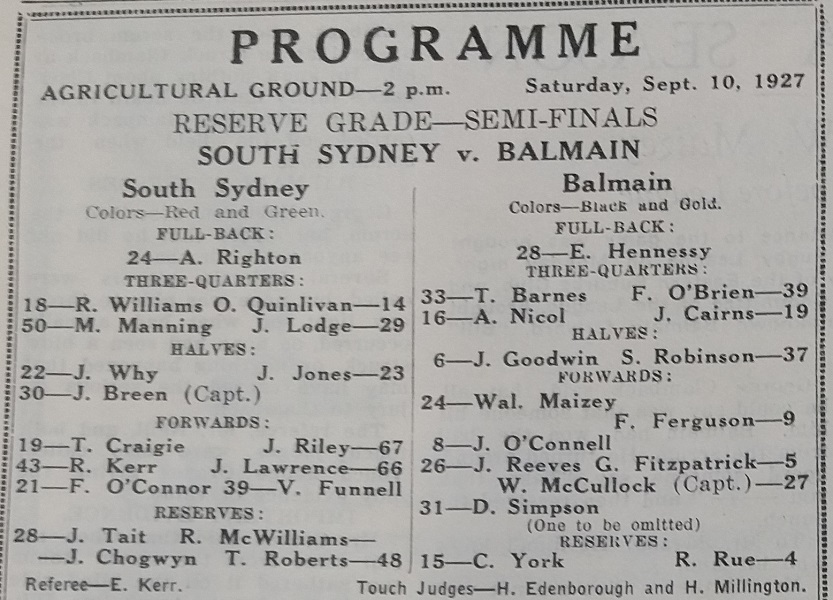 PROGRAMME
AGRICULTURAL GROUND—2 p.m. Saturday, Sept. 10, 1927
RESERVE GRADE—SEMI-FINALS
SOUTH SYDNEY v. BALMAIN
South Sydney
Colors—Red and Green.
FULL-BACK:
24—A. Righton
THREE-QUARTERS:
18—R. Williams O. Quinlivan—14
50—M. Manning J. Lodge—29
HALVES:
22—J. Why J. Jones—23
30—J. Breen (Capt.)
FORWARDS:
19—T. Craigie J. Riley—67
43—R. Kerr J. Lawrence—66
21—F. O'Connor 39—V. Funnell
RESERVES:
28—J. Tait R. McWilliams—
—J. Chogwyn T. Roberts—48
Balmain
Colors—Black and Gold.
FULL-BACK:
28—E. Hennessy
THREE-QUARTERS:
33—T. Barnes F. O'Brien—39
16—A. Nicol J. Cairns—19
HALVES:
6—J. Goodwin S. Robinson—37
FORWARDS:
24—Wal. Maizey
F. Ferguson—9
8—J. O'Connell
26—J. Reeves G. Fitzpatrick—5
W. McCullock (Capt.)—27
31—D. Simpson
(One to be omitted)
RESERVES:
15—C. York R. Rue—4
Referee—E. Kerr. Touch Judges—H. Edenborough and H. Millington.